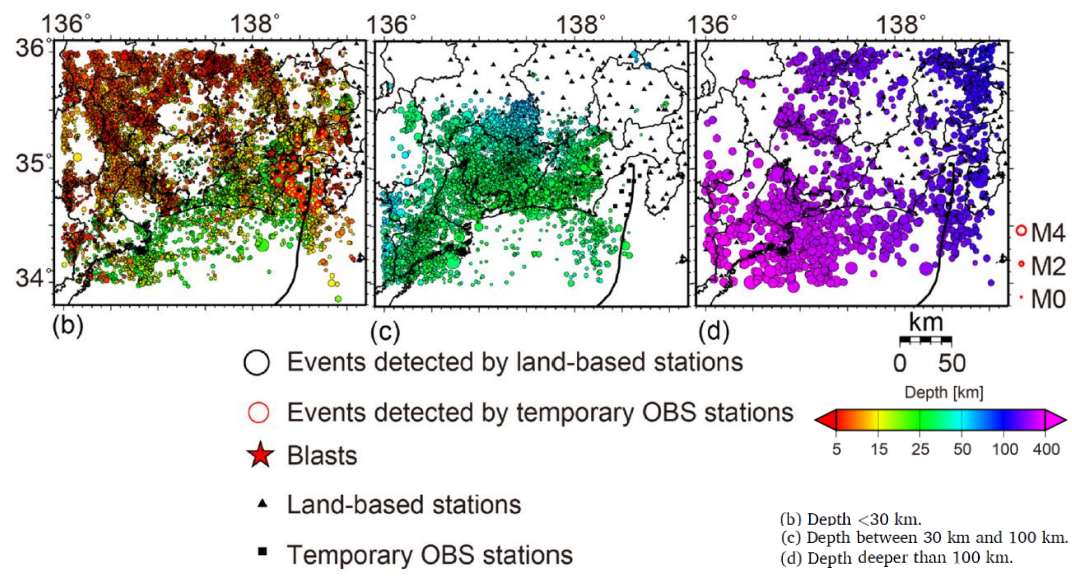 136° 138° 136° 138° 136° 138°
36°
35°
34°
M4
M2
M0
(b) (c) (d)
km
0 50
Events detected by land-based stations
Events detected by temporary OBS stations
Blasts
Land-based stations
Temporary OBS stations
Depth [km]
5 15 25 50 100 400
(b) Depth <30 km.
(c) Depth between 30 km and 100 km.
(d) Depth deeper than 100 km.